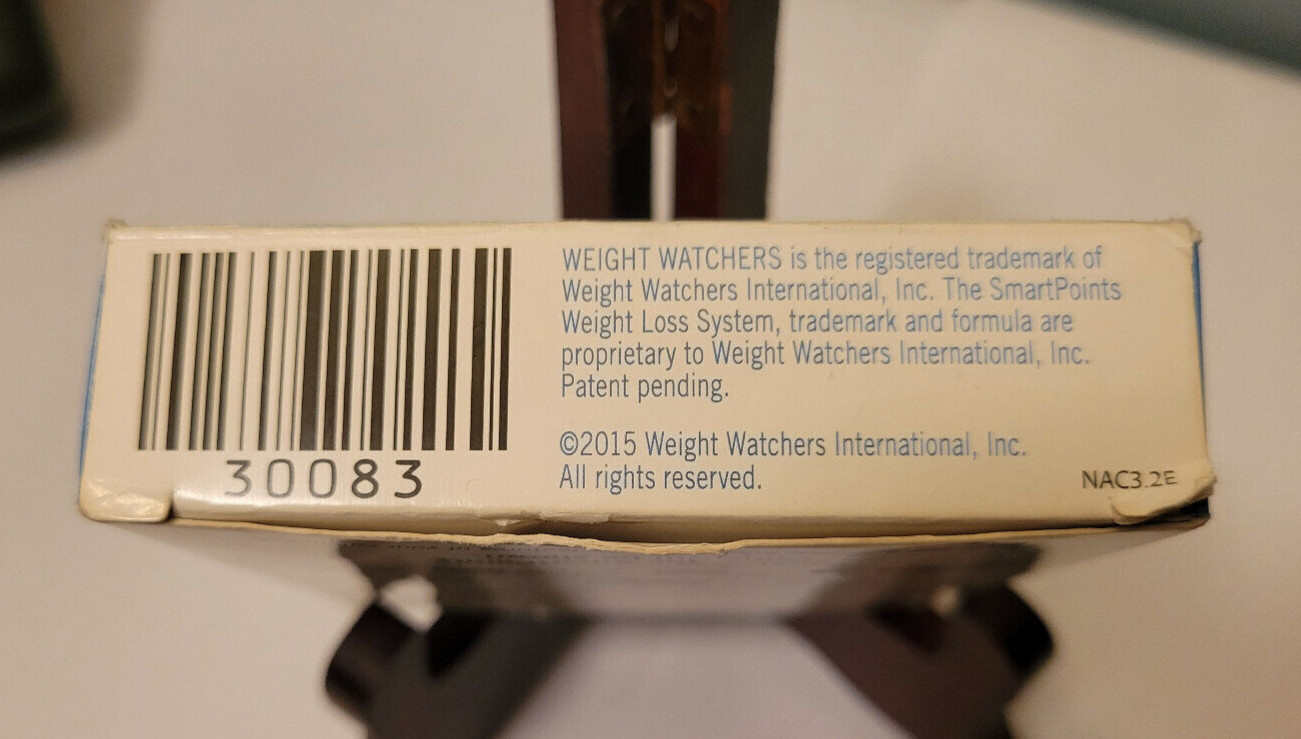 WEIGHT WATCHERS is the registered trademark of
Weight Watchers International, Inc. The SmartPoints
Weight Loss System, trademark and formula are
proprietary to Weight Watchers International, Inc.
Patent pending.
©2015 Weight Watchers International, Inc.
All rights reserved.
30083
NAC3.2E